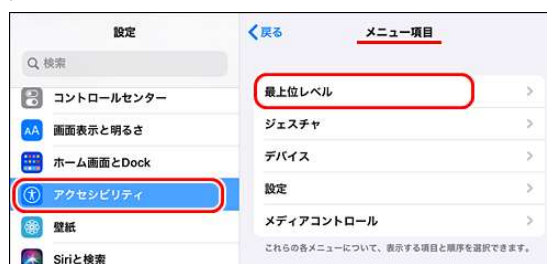 設定
検索
コントロールセンター
AA 画面表示と明るさ
ホーム画面とDock
アクセシビリティ
壁紙
Siriと検索
戻る
メニュー項目
最上位レベル
ジェスチャ
デバイス
設定
メディアコントロール
これらの各メニューについて、表示する項目と順序を選択できます。